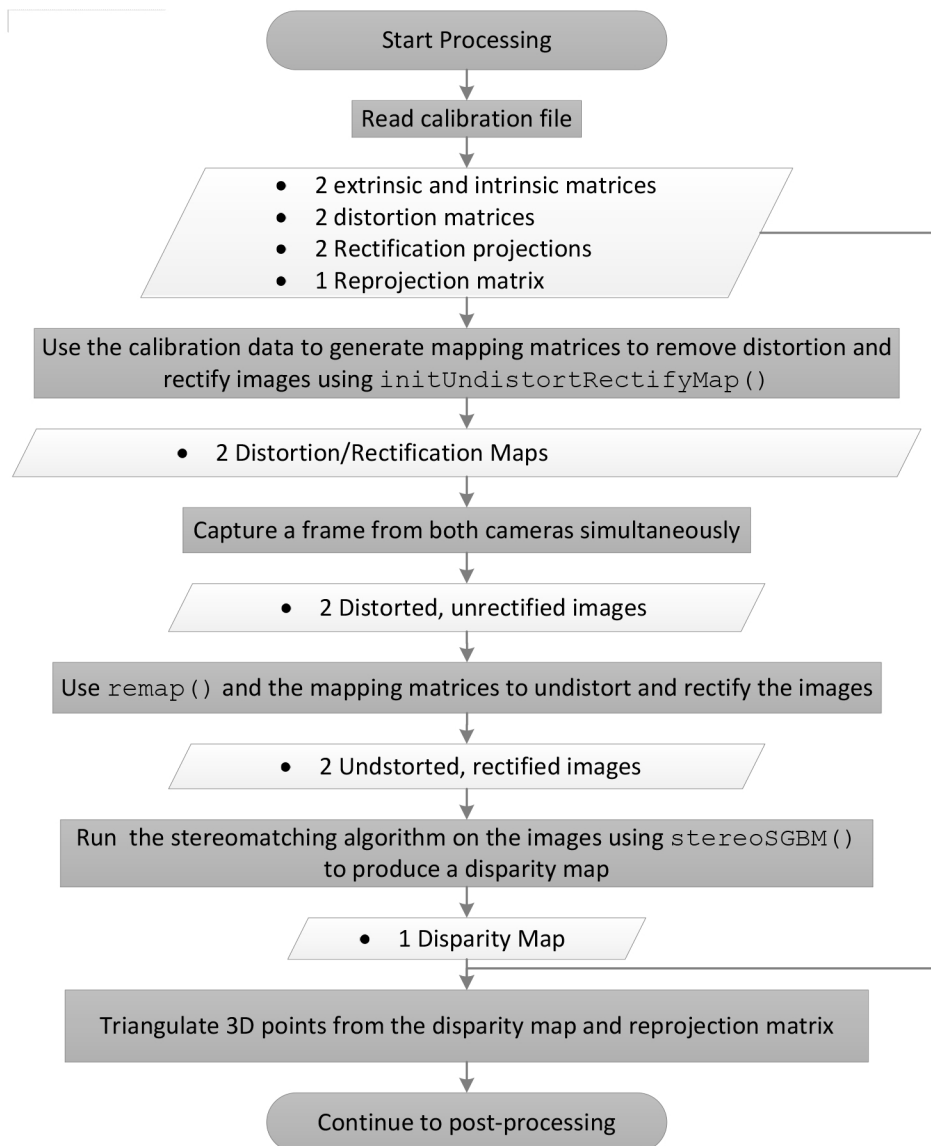 Start Processing
Read calibration file
• 2 extrinsic and intrinsic matrices
• 2 distortion matrices
• 2 Rectification projections
• 1 Reprojection matrix
Use the calibration data to generate mapping matrices to remove distortion and
rectify images using initUndistortRectifyMap()
• 2 Distortion/Rectification Maps
Capture a frame from both cameras simultaneously
• 2 Distorted, unrectified images
Use remap() and the mapping matrices to undistort and rectify the images
• 2 Undstorted, rectified images
Run the stereomatching algorithm on the images using stereoSGBM()
to produce a disparity map
• 1 Disparity Map
Triangulate 3D points from the disparity map and reprojection matrix
Continue to post-processing